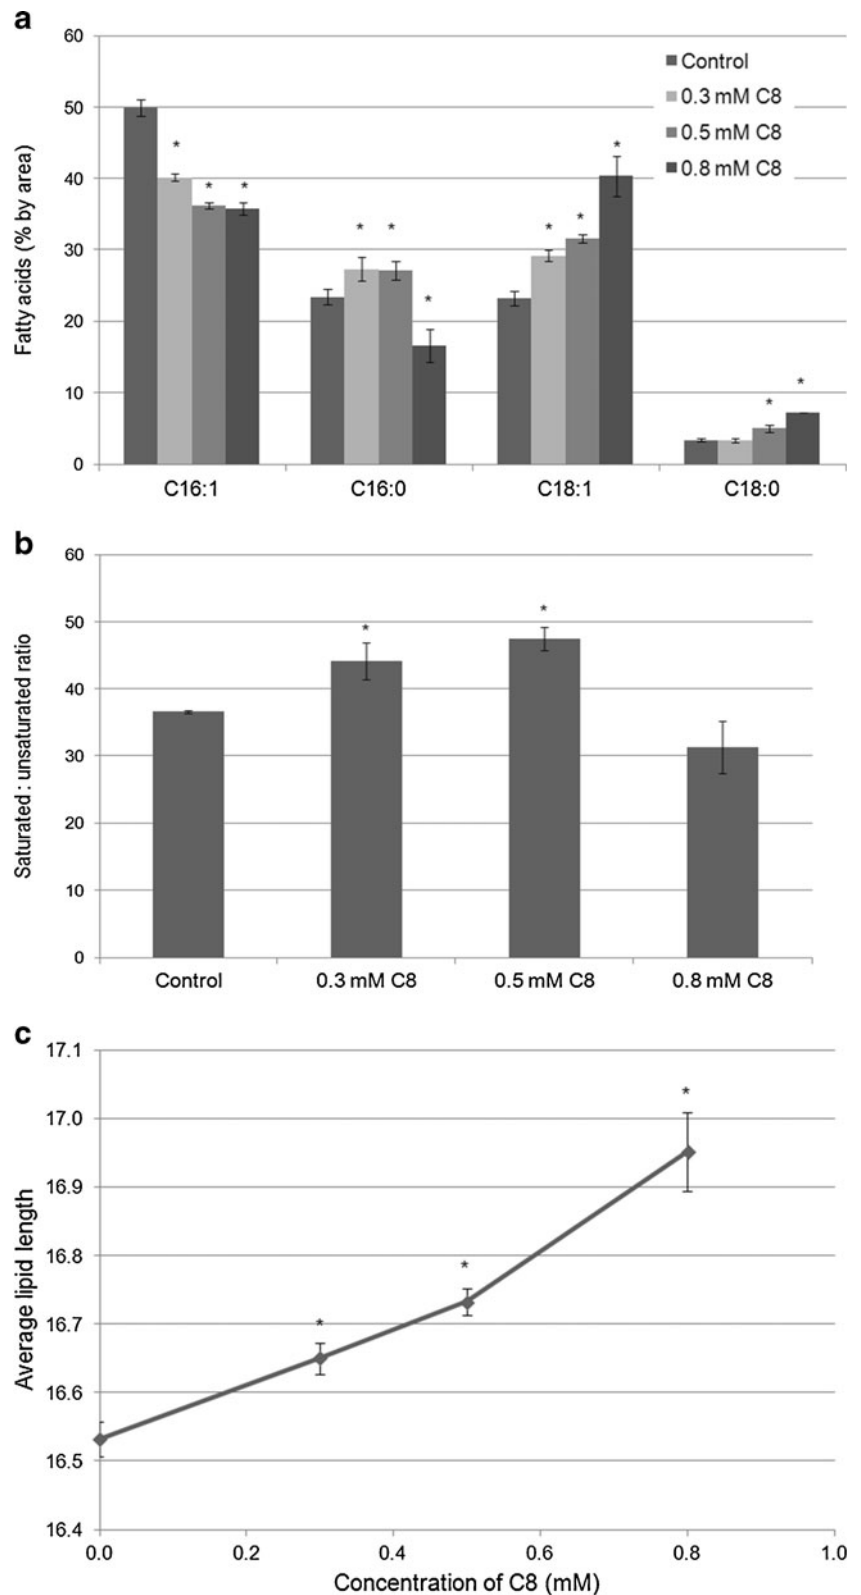 a
60
50
40
30
20
10
0
Fatty acids (% by area)
Control
0.3 mM C8
0.5 mM C8
0.8 mM C8
*
* * *
* * *
* * *
* *
C16:1 C16:0 C18:1 C18:0
b
60
50
40
30
20
10
0
Saturated : unsaturated ratio
* *
Control 0.3 mM C8 0.5 mM C8 0.8 mM C8
c
17.1
17.0
16.9
16.8
16.7
16.6
16.5
16.4
Average lipid length
* * *
0.0 0.2 0.4 0.6 0.8 1.0
Concentration of C8 (mM)